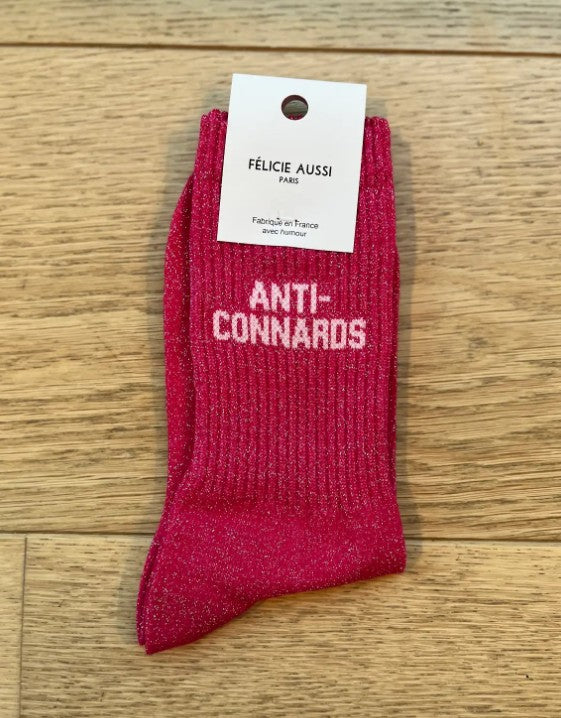 FÉLICIE AUSSI
PARIS
Fabriqué en France
avec humour
ANTI-
CONNARDS